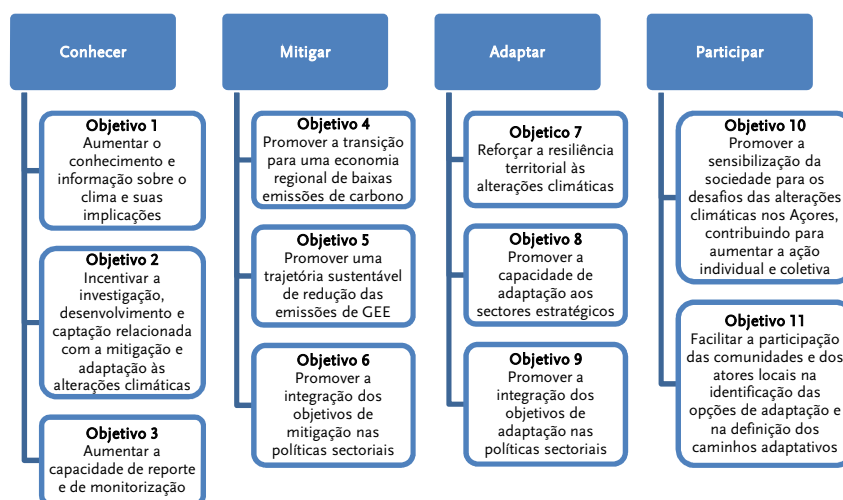 Conhecer
Objetivo 1
Aumentar o
conhecimento e
informação sobre o
clima e suas
implicações
Objetivo 2
Incentivar a
investigação,
desenvolvimento e
captação relacionada
com a mitigação e
adaptação às
alterações climáticas
Objetivo 3
Aumentar a
capacidade de reporte
e de monitorização
Mitigar
Objetivo 4
Promover a transição
para uma economia
regional de baixas
emissões de carbono
Objetivo 5
Promover uma
trajetória sustentável
de redução das
emissões de GEE
Objetivo 6
Promover a
integração dos
objetivos de
mitigação nas
políticas sectoriais
Adaptar
Objetico 7
Reforçar a resiliência
territorial às
alterações climáticas
Objetivo 8
Promover a
capacidade de
adaptação aos
sectores estratégicos
Objetivo 9
Promover a
integração dos
objetivos de
adaptação nas
políticas sectoriais
Participar
Objetivo 10
Promover a
sensibilização da
sociedade para os
desafios das alterações
climáticas nos Açores,
contribuindo para
aumentar a ação
individual e coletiva
Objetivo 11
Facilitar a participação
das comunidades e dos
atores locais na
identificação das
opções de adaptação e
na definição dos
caminhos adaptativos